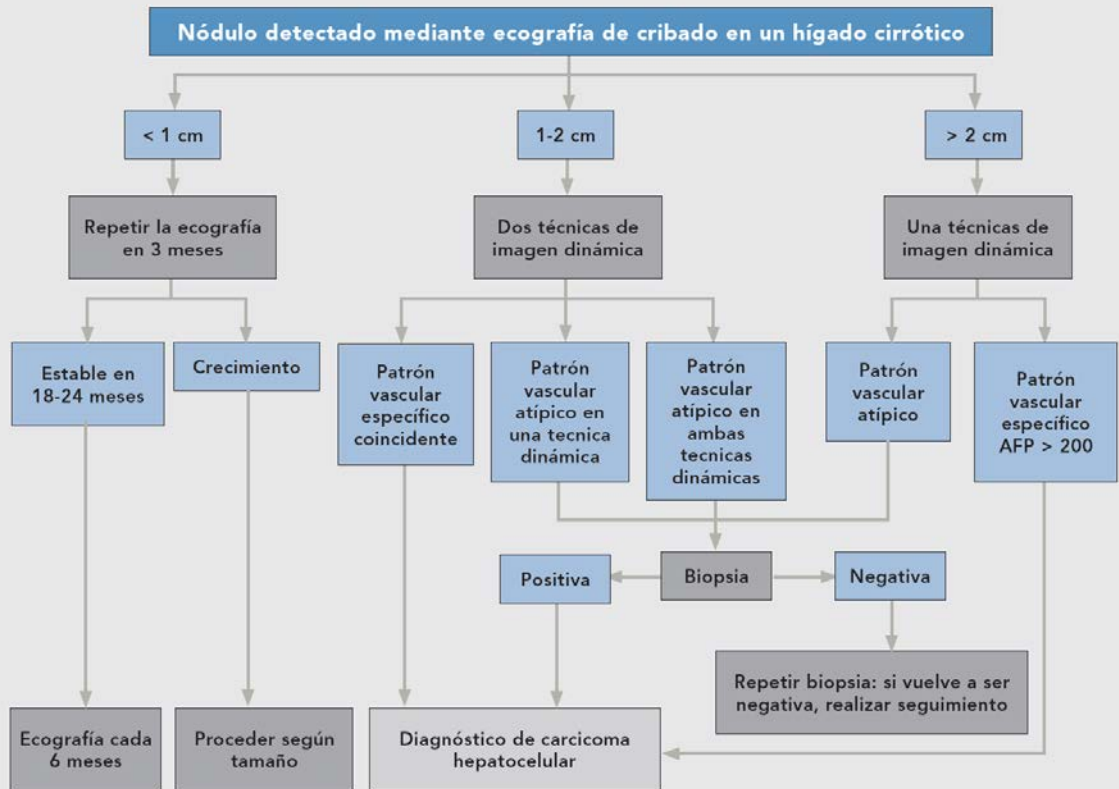 Nódulo detectado mediante ecografía de cribado en un hígado cirrótico
< 1 cm
1-2 cm
> 2 cm
Repetir la ecografía
en 3 meses
Dos técnicas de
imagen dinámica
Una técnicas de
imagen dinámica
Estable en
18-24 meses
Crecimiento
Patrón
vascular
específico
coincidente
Patrón
vascular
atípico en
una tecnica
dinámica
Patrón
vascular
atípico en
ambas
tecnicas
dinámicas
Patrón
vascular
atípico
Patrón
vascular
específico
AFP > 200
Positiva
Biopsia
Negativa
Repetir biopsia: si vuelve a ser
negativa, realizar seguimiento
Ecografía cada
6 meses
Proceder según
tamaño
Diagnóstico de carcicoma
hepatocelular